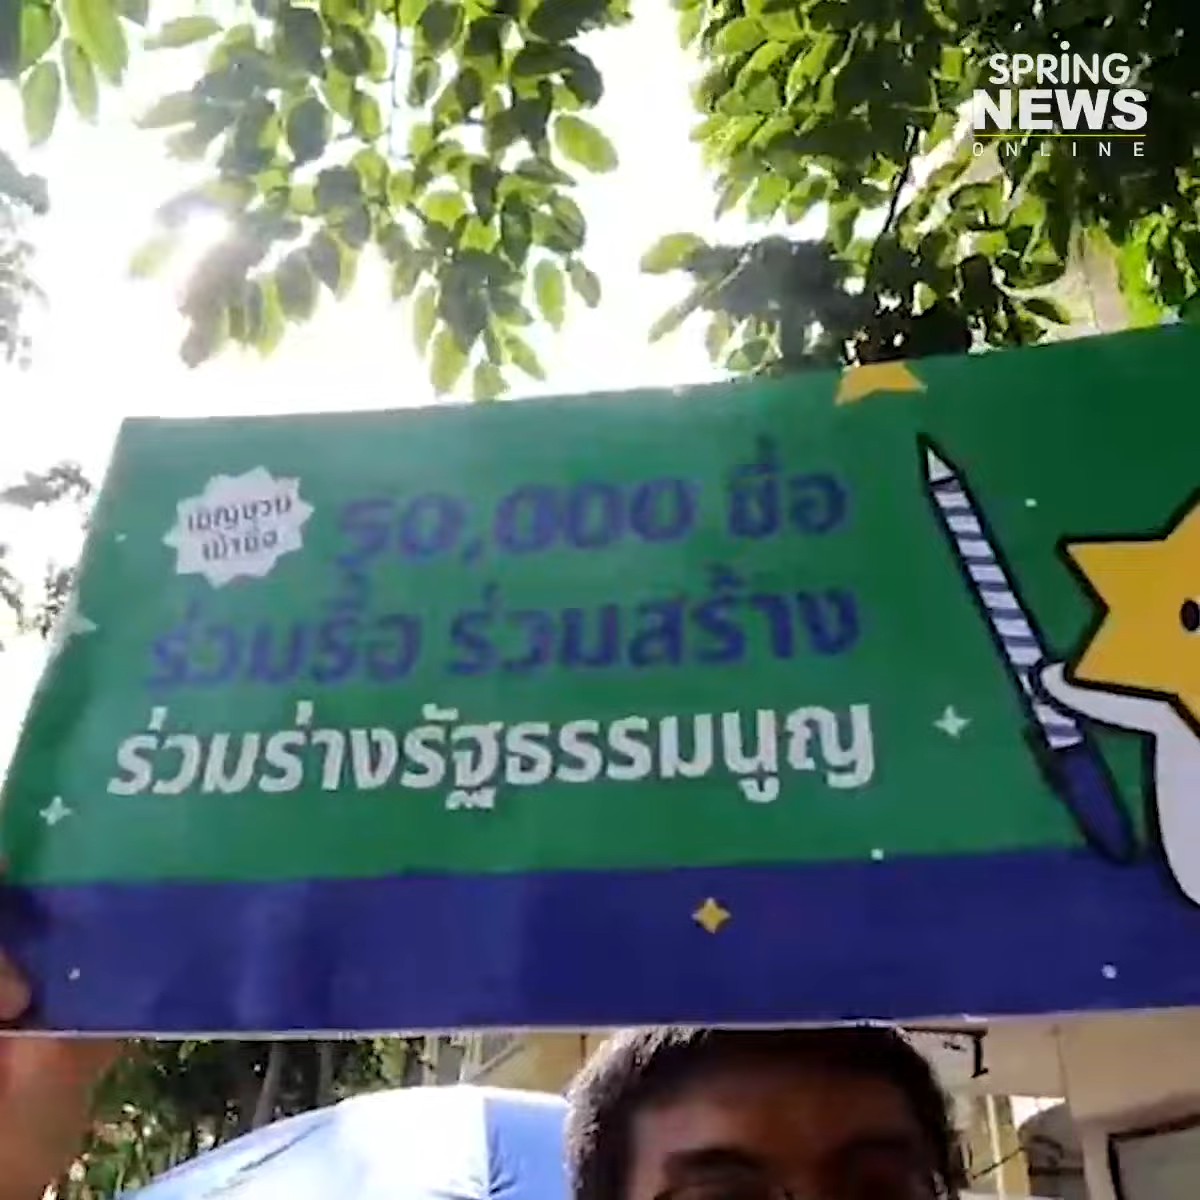 SPRiNG
NEWS
ONLINE
เชิญชวน
เข้าชื่อ
50,000 ชื่อ
ร่วมรื้อ ร่วมสร้าง
ร่วมร่างรัฐธรรมนูญ